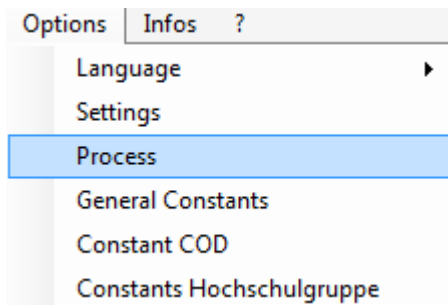 Options Infos ?
Language
Settings
Process
General Constants
Constant COD
Constants Hochschulgruppe